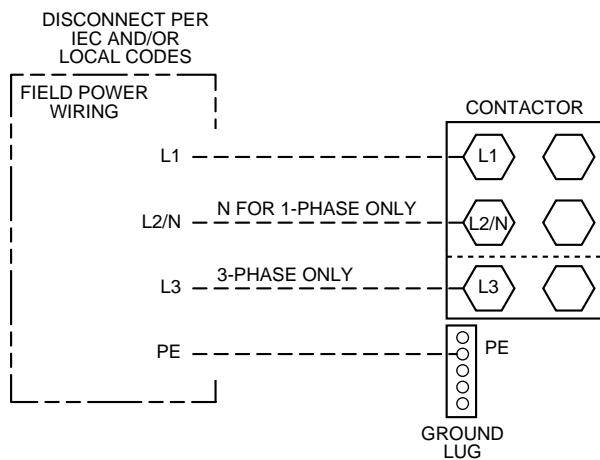 DISCONNECT PER
IEC AND/OR
LOCAL CODES
FIELD POWER
WIRING
CONTACTOR
L1
L1
L2/N
N FOR 1-PHASE ONLY
L2/N
L3
3-PHASE ONLY
L3
PE
PE
GROUND
LUG